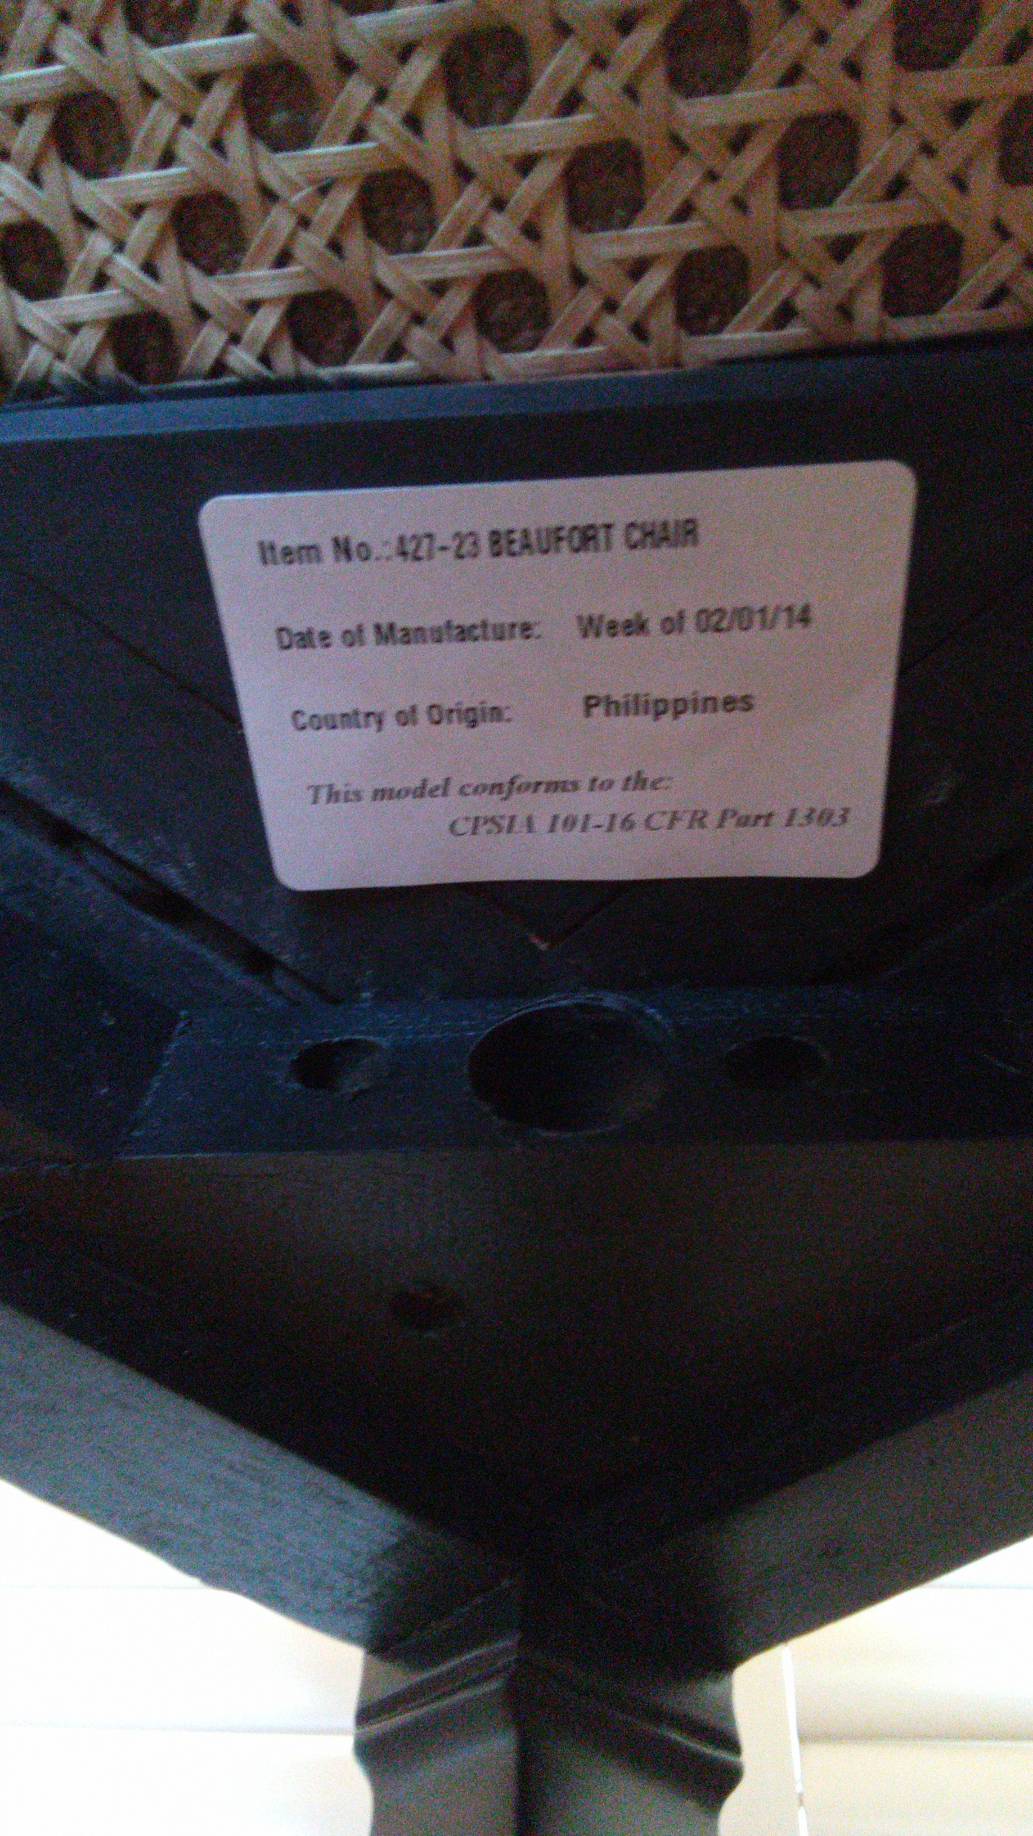 Item No.:427-23 BEAUFORT CHAIR
Date of Manufacture: Week of 02/01/14
Country of Origin: Philippines
This model conforms to the:
CPSIA 101-16 CFR Part 1303